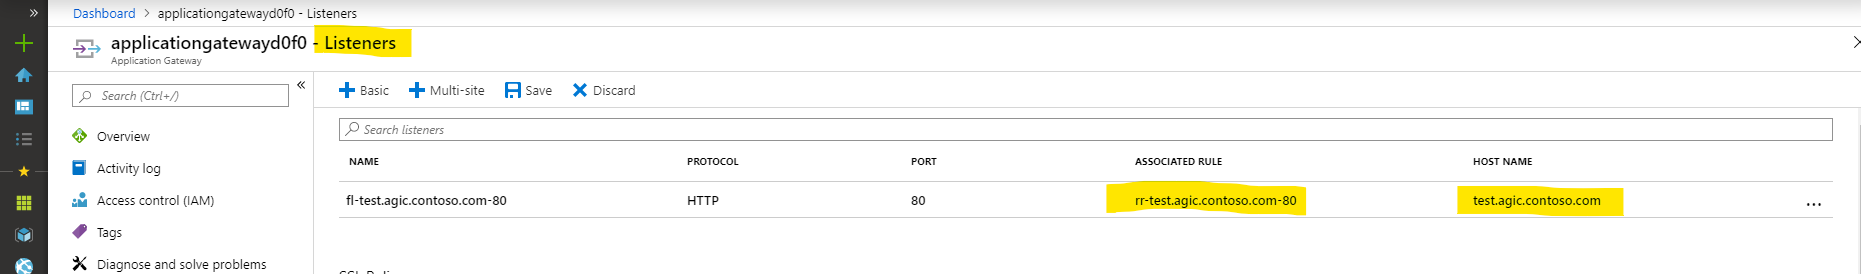 »
Dashboard > applicationgatewayd0f0 - Listeners
applicationgatewayd0f0 - Listeners
Application Gateway
Search (Ctrl+/)
«
Overview
Activity log
Access control (IAM)
Tags
Diagnose and solve problems
Basic
Multi-site
Save
Discard
Search listeners
NAME PROTOCOL PORT ASSOCIATED RULE HOST NAME
fl-test.agic.contoso.com-80 HTTP 80 rr-test.agic.contoso.com-80 test.agic.contoso.com ...